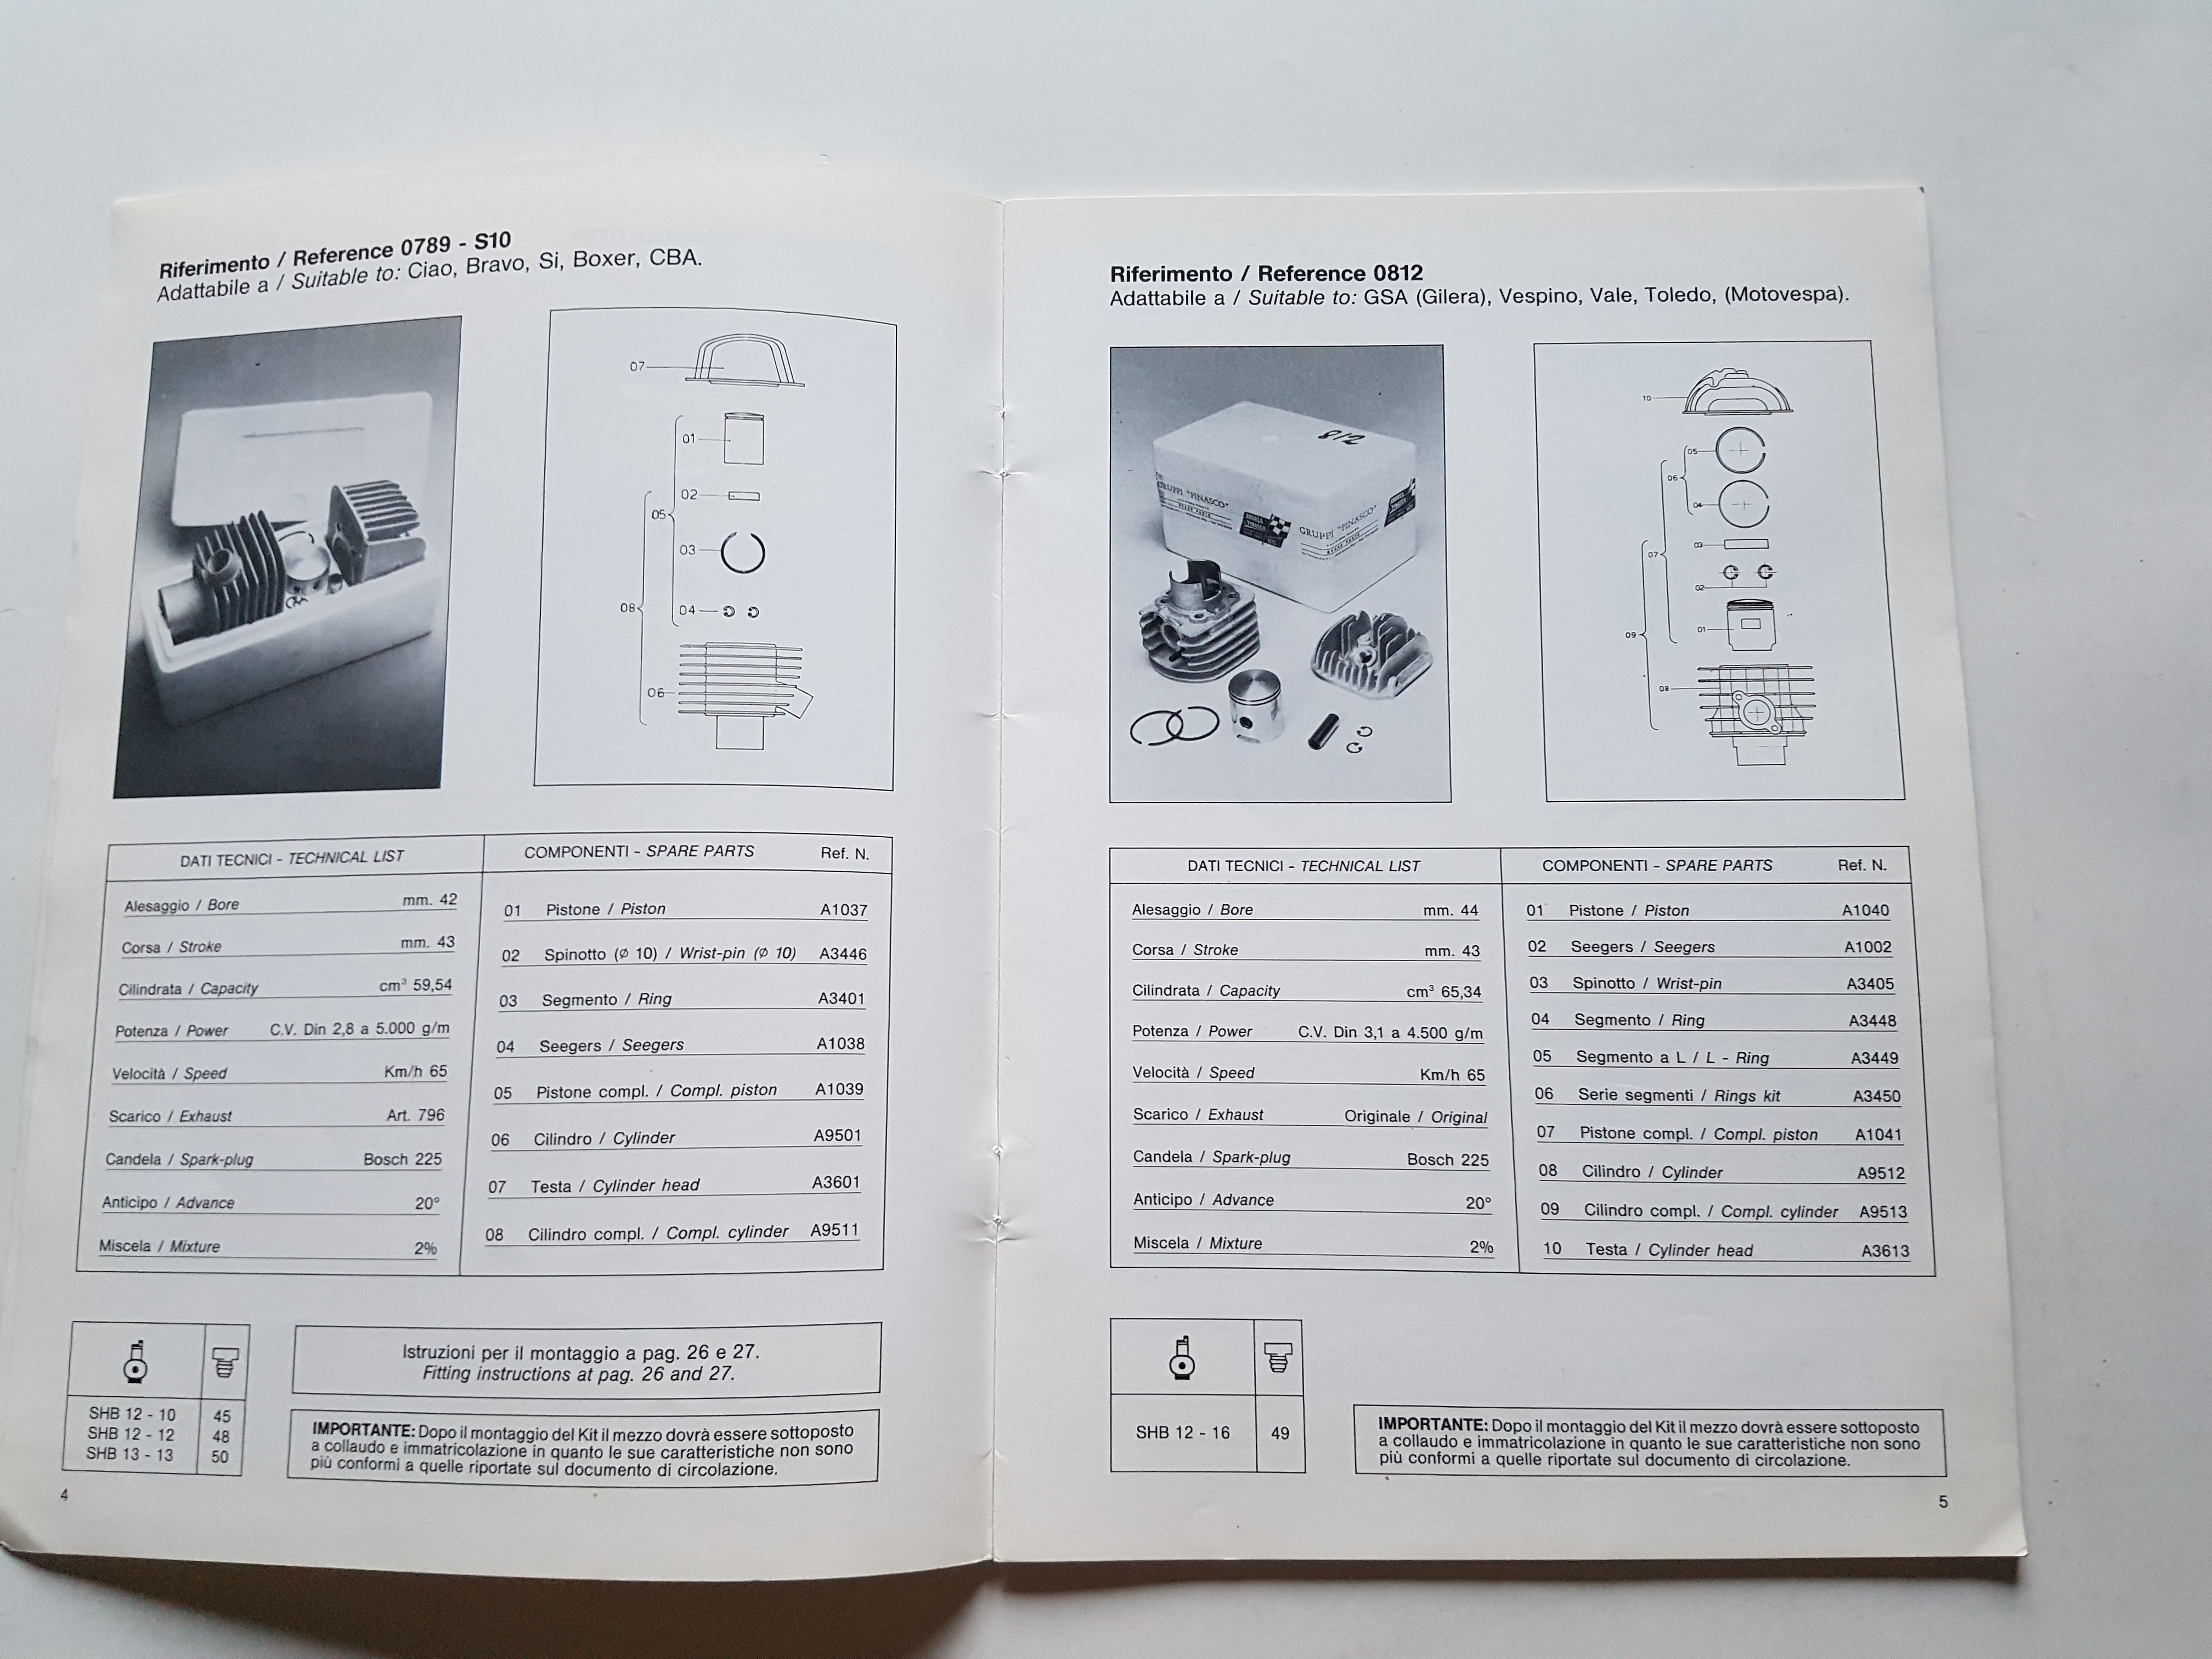 Riferimento / Reference 0789 - S10
Adattabile a / Suitable to: Ciao, Bravo, Si, Boxer, CBA.
07
01
02
05
03
08
04
06
DATI TECNICI - TECHNICAL LIST
Alesaggio / Bore mm. 42
Corsa / Stroke mm. 43
Cilindrata / Capacity cm³ 59,54
Potenza / Power C.V. Din 2,8 a 5.000 g/m
Velocità / Speed Km/h 65
Scarico / Exhaust Art. 796
Candela / Spark-plug Bosch 225
Anticipo / Advance 20°
Miscela / Mixture 2%
COMPONENTI - SPARE PARTS Ref. N.
01 Pistone / Piston A1037
02 Spinotto (∅ 10) / Wrist-pin (∅ 10) A3446
03 Segmento / Ring A3401
04 Seegers / Seegers A1038
05 Pistone compl. / Compl. piston A1039
06 Cilindro / Cylinder A9501
07 Testa / Cylinder head A3601
08 Cilindro compl. / Compl. cylinder A9511
SHB 12 - 10 45
SHB 12 - 12 48
SHB 13 - 13 50
Istruzioni per il montaggio a pag. 26 e 27.
Fitting instructions at pag. 26 and 27.
IMPORTANTE: Dopo il montaggio del Kit il mezzo dovrà essere sottoposto
a collaudo e immatricolazione in quanto le sue caratteristiche non sono
più conformi a quelle riportate sul documento di circolazione.
4
Riferimento / Reference 0812
Adattabile a / Suitable to: GSA (Gilera), Vespino, Vale, Toledo, (Motovespa).
812
GRUPPI "PINASCO"
GRUPPI "PINASCO"
10
05
06
04
03
07
02
01
09
08
DATI TECNICI - TECHNICAL LIST
Alesaggio / Bore mm. 44
Corsa / Stroke mm. 43
Cilindrata / Capacity cm³ 65,34
Potenza / Power C.V. Din 3,1 a 4.500 g/m
Velocità / Speed Km/h 65
Scarico / Exhaust Originale / Original
Candela / Spark-plug Bosch 225
Anticipo / Advance 20°
Miscela / Mixture 2%
COMPONENTI - SPARE PARTS Ref. N.
01 Pistone / Piston A1040
02 Seegers / Seegers A1002
03 Spinotto / Wrist-pin A3405
04 Segmento / Ring A3448
05 Segmento a L / L - Ring A3449
06 Serie segmenti / Rings kit A3450
07 Pistone compl. / Compl. piston A1041
08 Cilindro / Cylinder A9512
09 Cilindro compl. / Compl. cylinder A9513
10 Testa / Cylinder head A3613
SHB 12 - 16 49
IMPORTANTE: Dopo il montaggio del Kit il mezzo dovrà essere sottoposto
a collaudo e immatricolazione in quanto le sue caratteristiche non sono
più conformi a quelle riportate sul documento di circolazione.
5